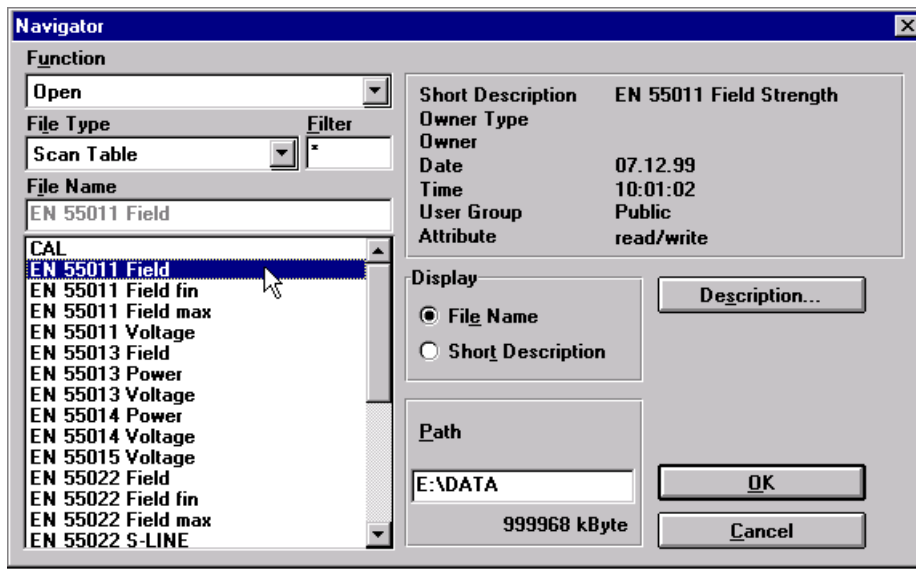 Navigator
Function
Open
File Type
Filter
Scan Table
*
File Name
EN 55011 Field
CAL
EN 55011 Field
EN 55011 Field fin
EN 55011 Field max
EN 55011 Voltage
EN 55013 Field
EN 55013 Power
EN 55013 Voltage
EN 55014 Power
EN 55014 Voltage
EN 55015 Voltage
EN 55022 Field
EN 55022 Field fin
EN 55022 Field max
EN 55022 S-LINE
Short Description EN 55011 Field Strength
Owner Type
Owner
Date 07.12.99
Time 10:01:02
User Group Public
Attribute read/write
Display
File Name
Short Description
Description...
Path
E:\DATA
999968 kByte
OK
Cancel